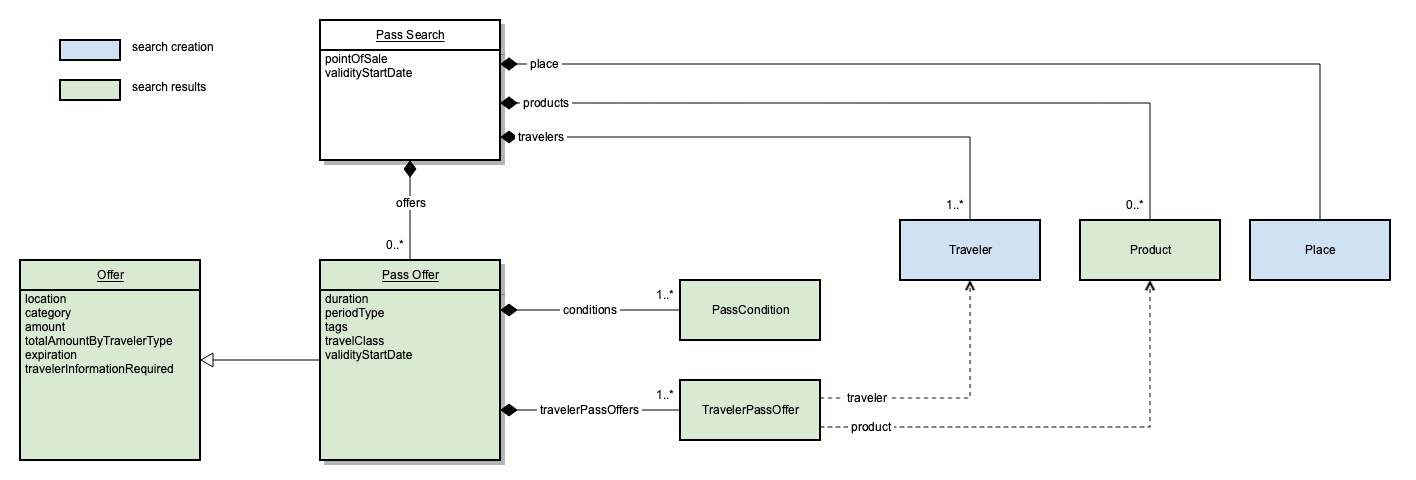 search creation
search results
Pass Search
pointOfSale
validityStartDate
place
products
travelers
offers
0..*
1..*
0..*
Traveler
Product
Place
Offer
location
category
amount
totalAmountByTravelerType
expiration
travelerInformationRequired
Pass Offer
duration
periodType
tags
travelClass
validityStartDate
conditions
1..*
PassCondition
travelerPassOffers
1..*
TravelerPassOffer
traveler
product